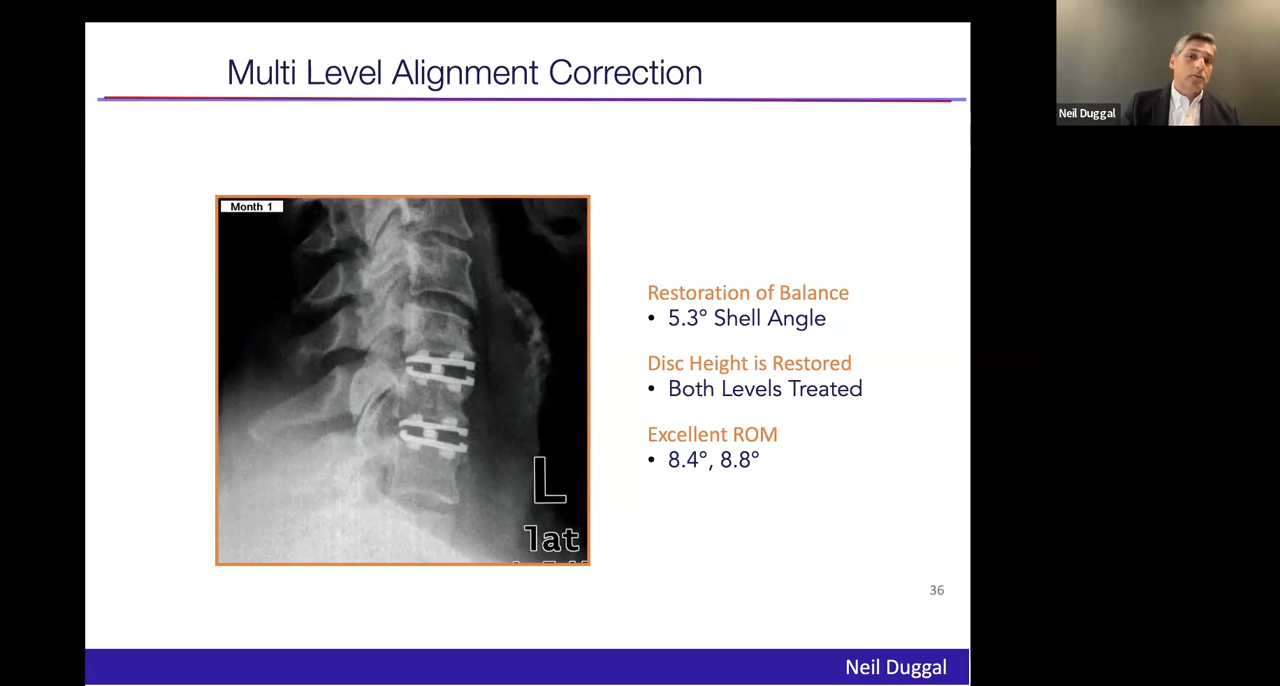 Multi Level Alignment Correction
Neil Duggal
Month 1
Restoration of Balance
• 5.3° Shell Angle
Disc Height is Restored
• Both Levels Treated
Excellent ROM
• 8.4°, 8.8°
L
lat
36
Neil Duggal